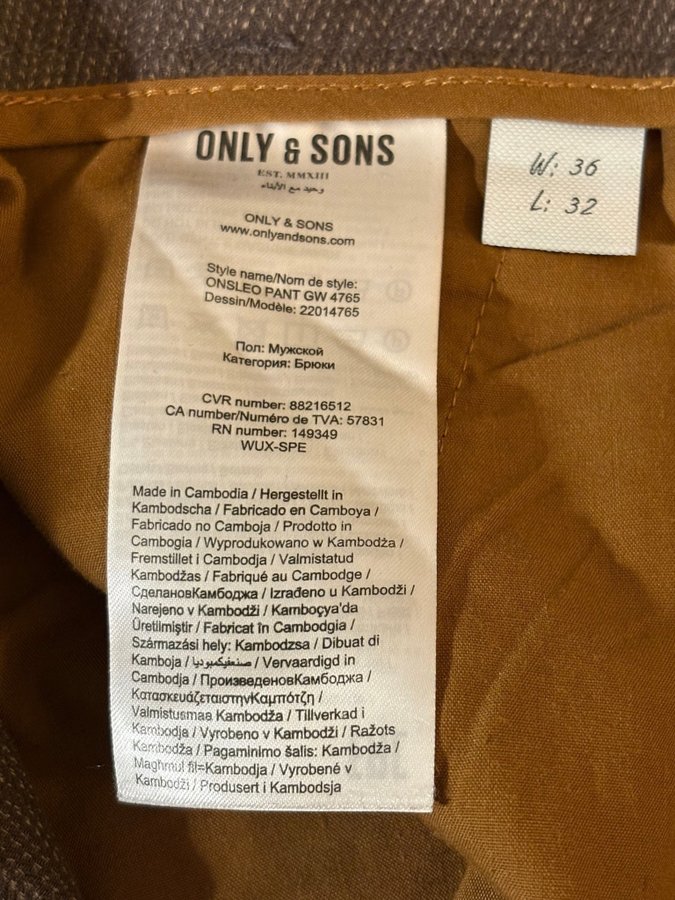 ONLY & SONS
EST. MMXIII
وحيد مع الأبناء
ONLY & SONS
www.onlyandsons.com
Style name/Nom de style:
ONSLEO PANT GW 4765
Dessin/Modèle: 22014765
Пол: Мужской
Категория: Брюки
CVR number: 88216512
CA number/Numéro de TVA: 57831
RN number: 149349
WUX-SPE
Made in Cambodia / Hergestellt in
Kambodscha / Fabricado en Camboya /
Fabricado no Camboja / Prodotto in
Cambogia / Wyprodukowano w Kambodża /
Fremstillet i Cambodja / Valmistatud
Kambodžas / Fabriqué au Cambodge /
СделановКамбоджа / Izrađeno u Kambodži /
Narejeno v Kambodži / Kamboçya'da
Üretilmiştir / Fabricat în Cambodgia /
Származási hely: Kambodzsa / Dibuat di
Kamboja / صنعفيكمبوديا / Vervaardigd in
Cambodja / ПроизведеновКамбоджа /
ΚατασκευάζεταιστηνΚαμπότζη /
Valmistusmaa Kambodža / Tillverkad i
Kambodja / Vyrobeno v Kambodži / Ražots
Kambodža / Pagaminimo šalis: Kambodža /
Magħmul fil=Kambodja / Vyrobené v
Kambodži / Produsert i Kambodsja
W: 36
L: 32